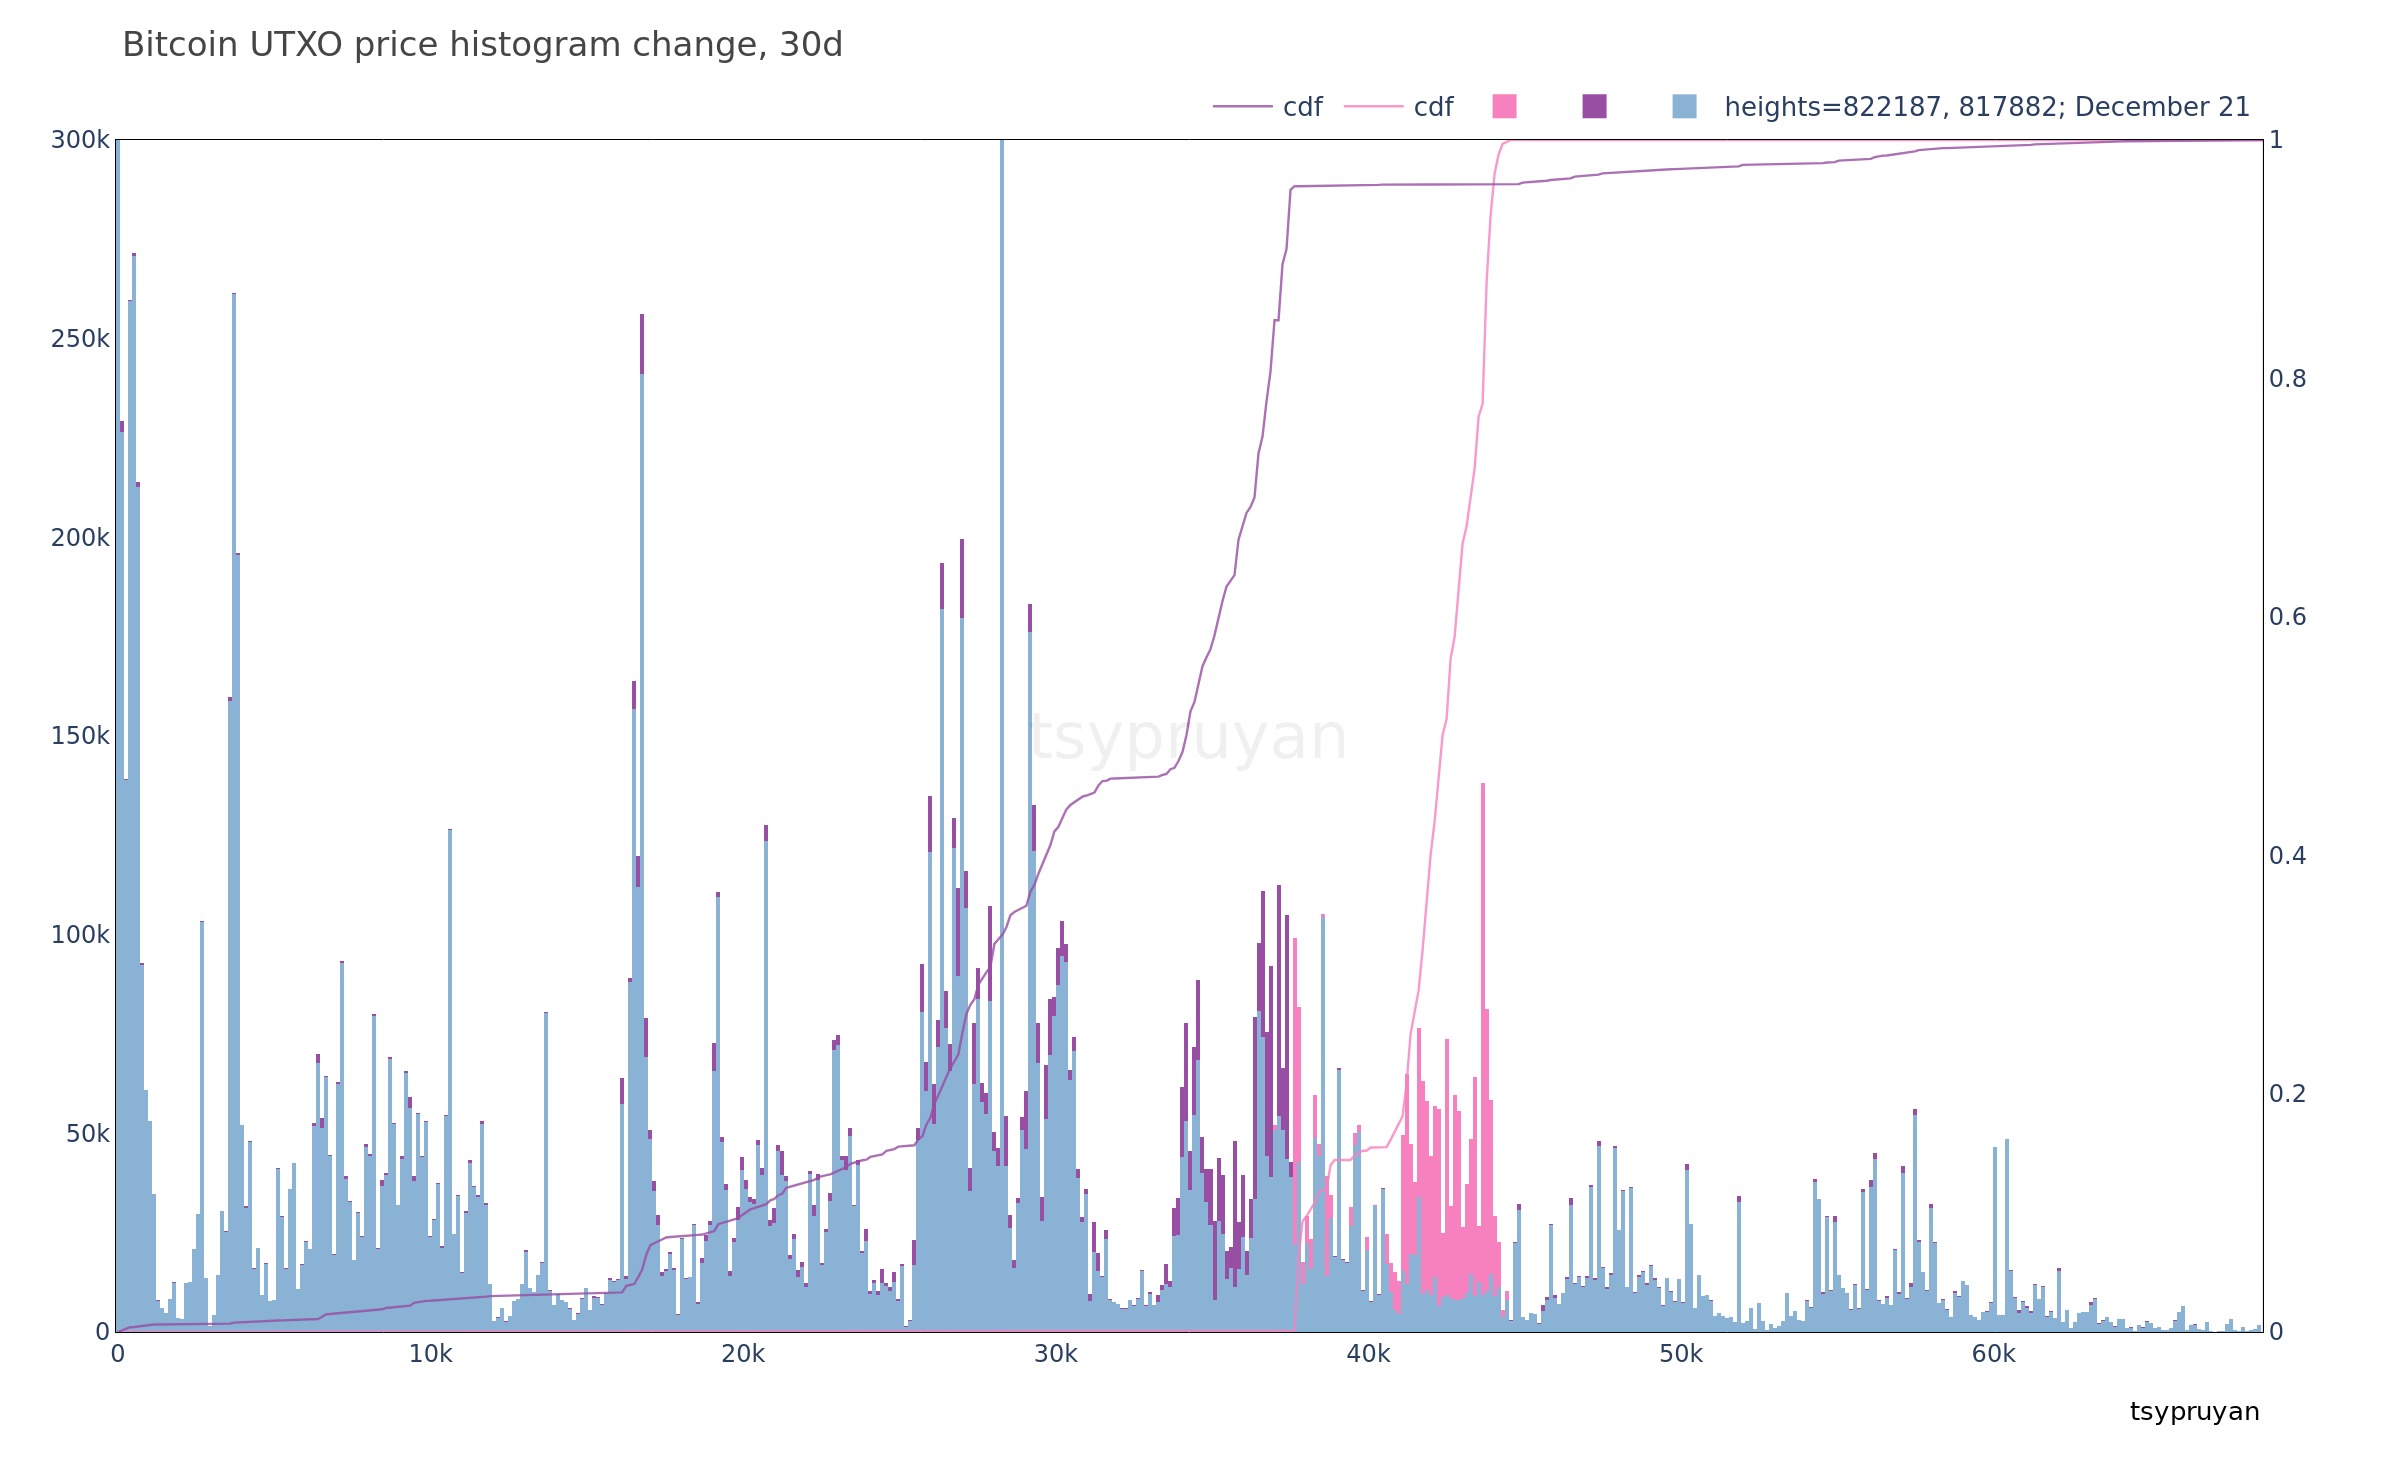 Bitcoin UTXO price histogram change, 30d
cdf cdf heights=822187, 817882; December 21
300k
250k
200k
150k
100k
50k
0
1
0.8
0.6
0.4
0.2
0
tsypruyan
0 10k 20k 30k 40k 50k 60k
tsypruyan